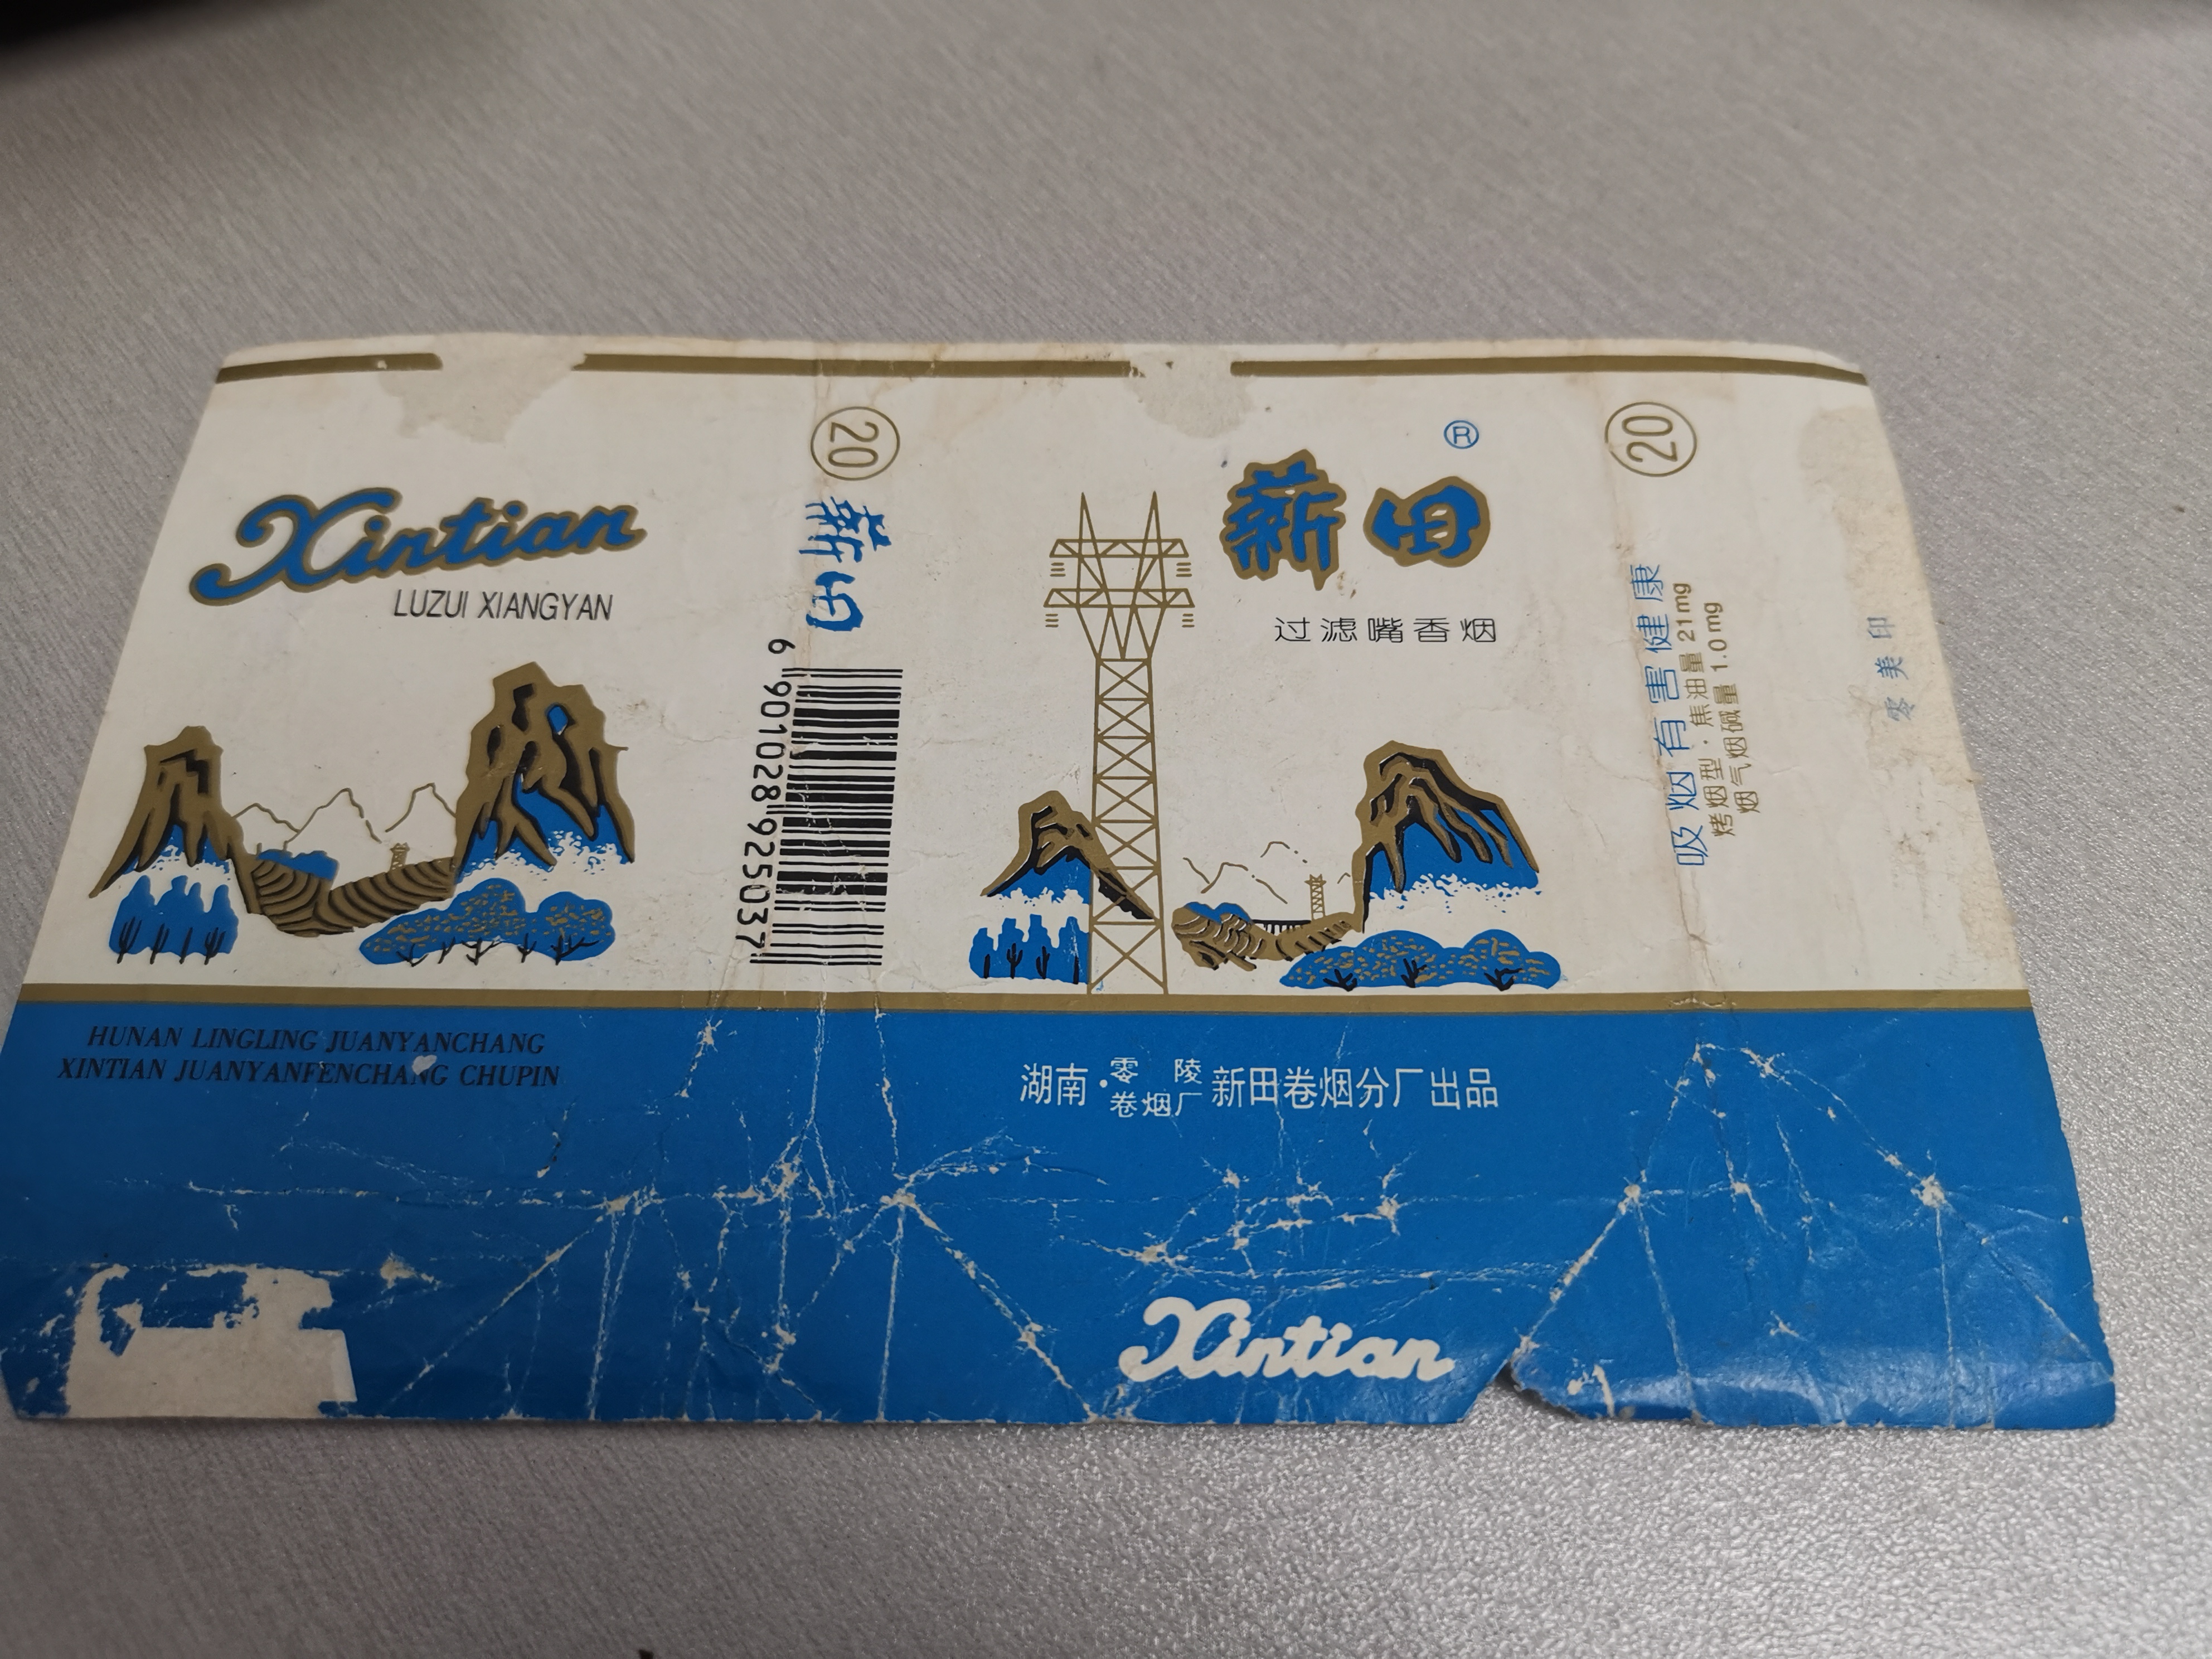 Xintian
LUZUI XIANGYAN
HUNAN LINGLING JUANYANCHANG
XINTIAN JUANYANFENCHANG CHUPIN
20
新田
6 901028 925037
新田
®
过滤嘴香烟
湖南·零陵卷烟厂新田卷烟分厂出品
Xintian
20
吸烟有害健康
烤烟型·焦油量21mg
烟气烟碱量1.0mg
零美印